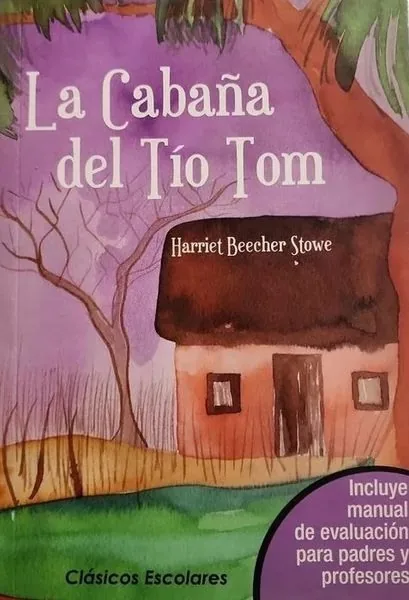 La Cabaña
del Tío Tom
Harriet Beecher Stowe
Incluye
manual
de evaluación
para padres y
profesores
Clásicos Escolares